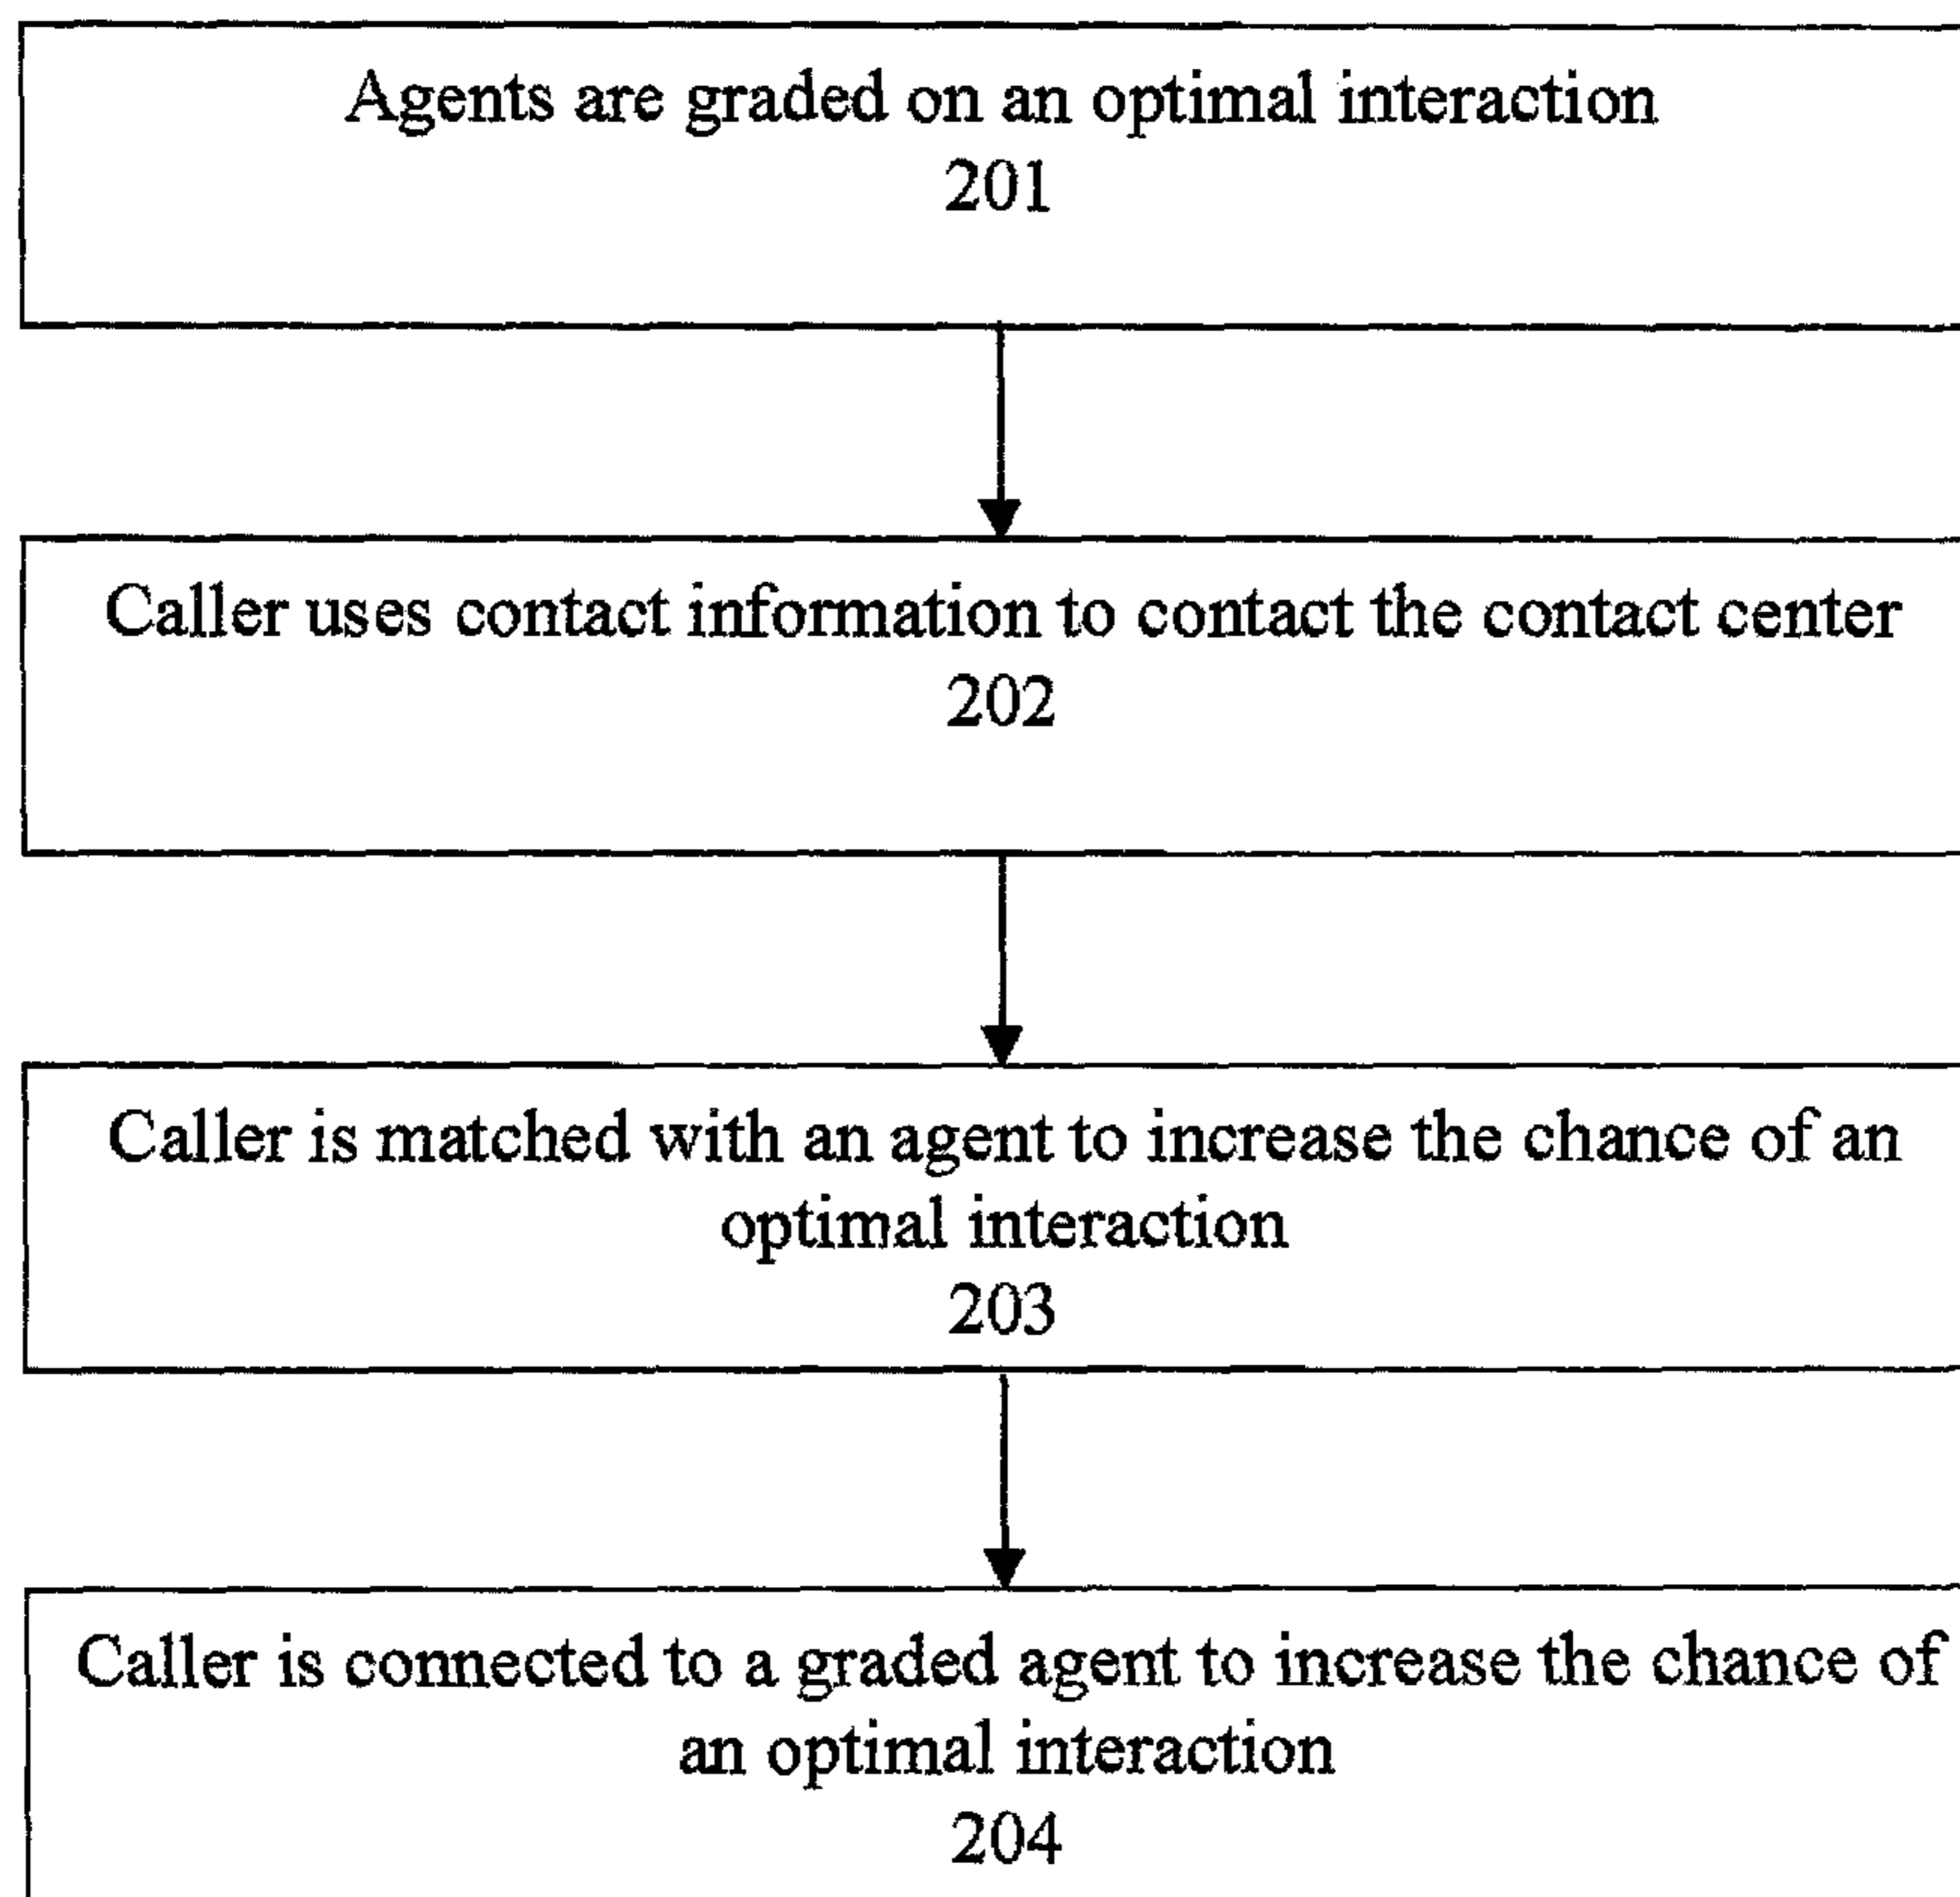 Agents are graded on an optimal interaction
201
Caller uses contact information to contact the contact center
202
Caller is matched with an agent to increase the chance of an
optimal interaction
203
Caller is connected to a graded agent to increase the chance of
an optimal interaction
204